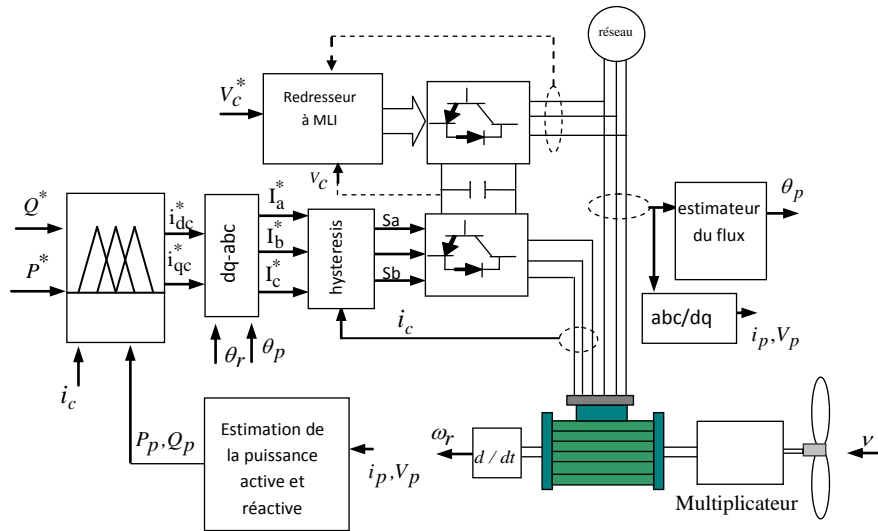 réseau
V_c^*
Redresseur
à MLI
V_c
Q^*
P^*
i_dc^*
i_qc^*
dq-abc
I_a^*
I_b^*
I_c^*
hysteresis
Sa
Sb
estimateur
du flux
θ_p
abc/dq
i_p,V_p
i_c
θ_r
θ_p
i_c
P_p,Q_p
Estimation de
la puissance
active et
réactive
i_p,V_p
ω_r
d / dt
Multiplicateur
v